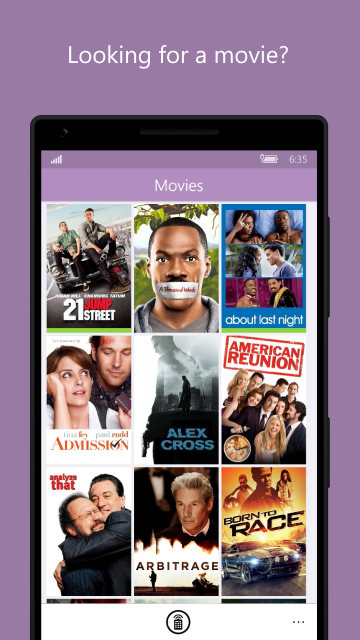 Looking for a movie?
6:35
Movies
JONAH HILL CHANNING TATUM
21 JUMP
STREET
A Thousand Words
about last night
tina fey paul rudd
ADMISSION
ALEX
CROSS
AMERICAN
REUNION
analyze
that
ARBITRAGE
BORN TO
RACE